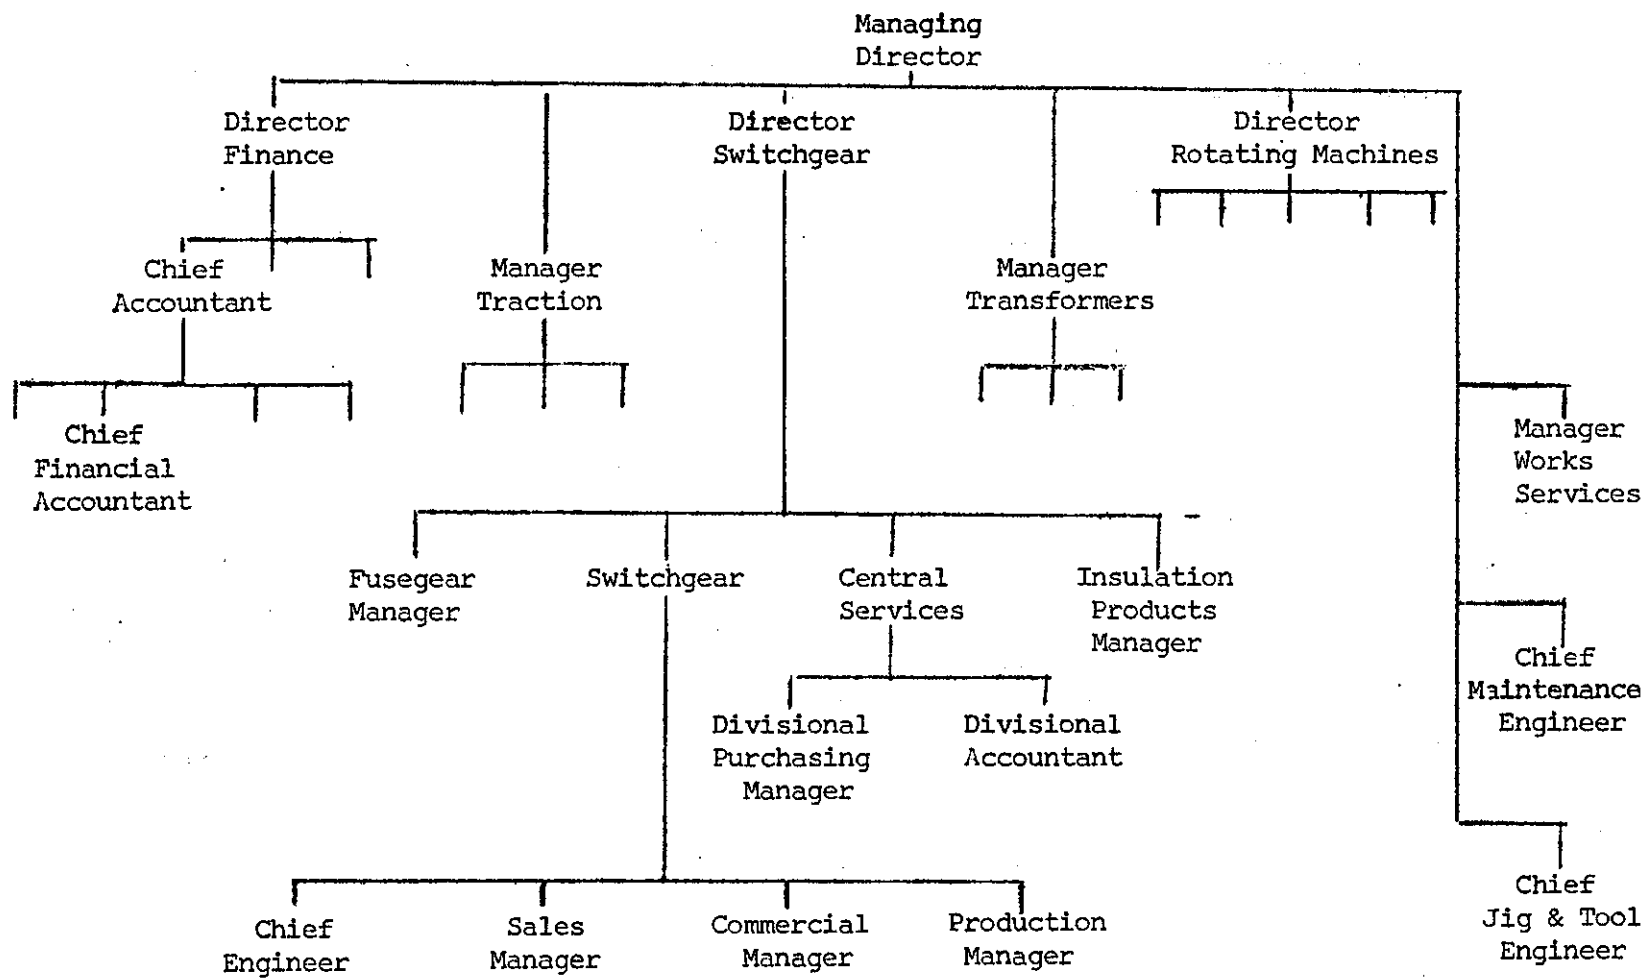 Managing
Director
Director
Finance
Director
Switchgear
Director
Rotating Machines
Chief
Accountant
Manager
Traction
Manager
Transformers
Chief
Financial
Accountant
Manager
Works
Services
Fusegear
Manager
Switchgear
Central
Services
Insulation
Products
Manager
Chief
Maintenance
Engineer
Divisional
Purchasing
Manager
Divisional
Accountant
Chief
Jig & Tool
Engineer
Chief
Engineer
Sales
Manager
Commercial
Manager
Production
Manager